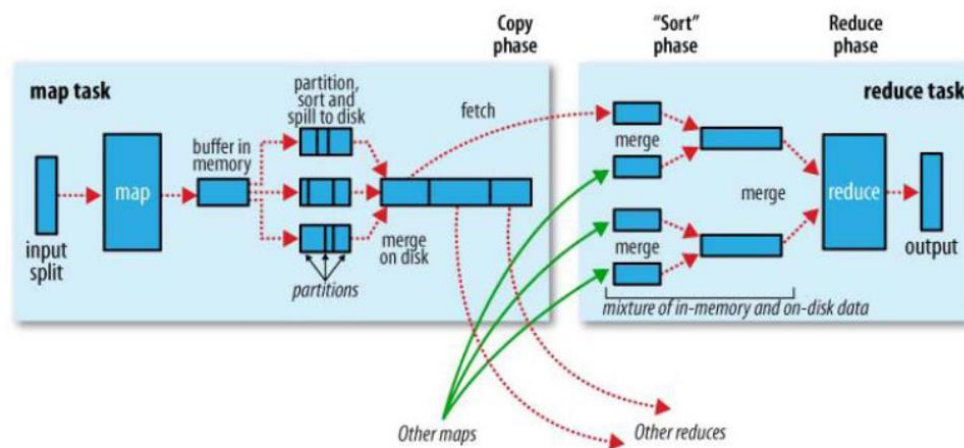 Copy
phase
“Sort”
phase
Reduce
phase
map task
partition,
sort and
spill to disk
fetch
reduce task
buffer in
memory
merge
map
merge
reduce
input
split
merge
on disk
merge
output
partitions
mixture of in-memory and on-disk data
Other maps
Other reduces